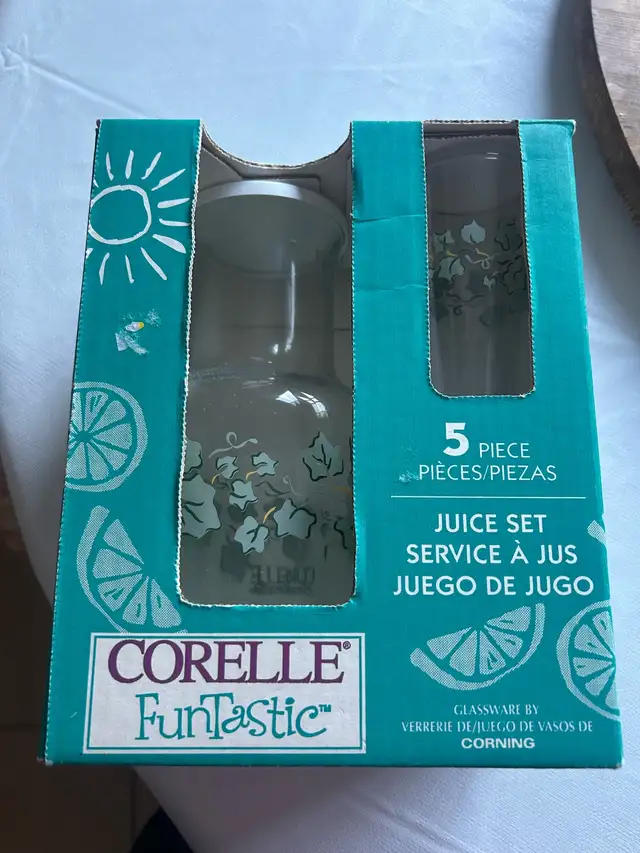 5 PIECE
PIÈCES/PIEZAS
JUICE SET
SERVICE À JUS
JUEGO DE JUGO
CORELLE®
FunTastic™
GLASSWARE BY
VERRERIE DE/JUEGO DE VASOS DE
CORNING